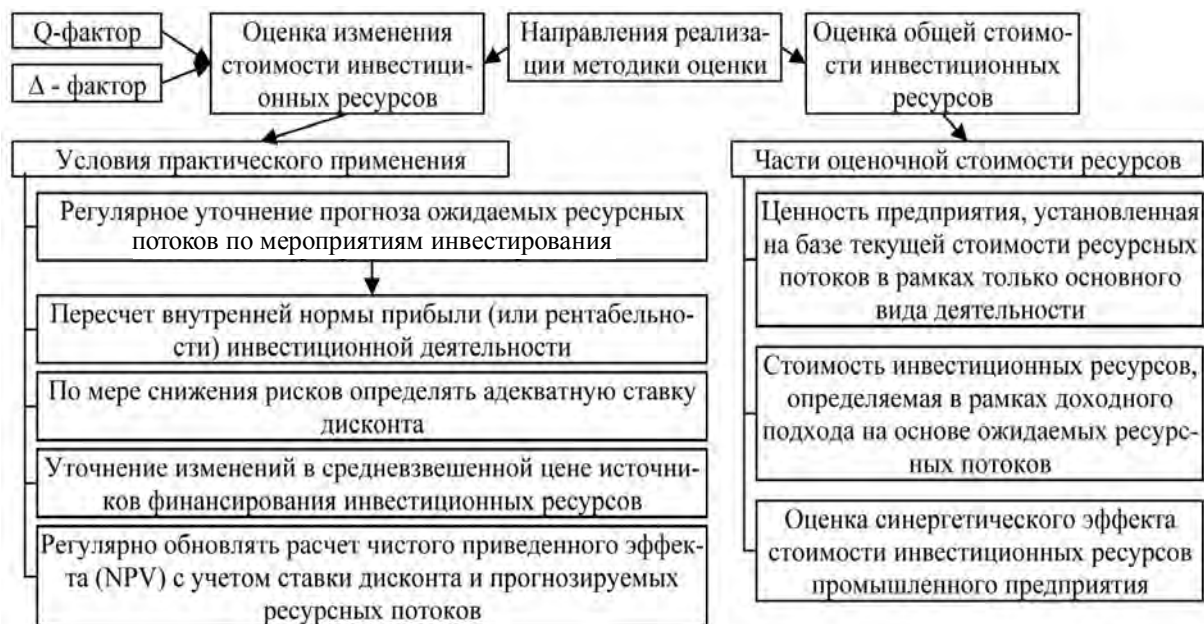 Q-фактор
Δ - фактор
Оценка изменения
стоимости инвестици-
онных ресурсов
Направления реализа-
ции методики оценки
Оценка общей стоимо-
сти инвестиционных
ресурсов
Условия практического применения
Регулярное уточнение прогноза ожидаемых ресурсных
потоков по мероприятиям инвестирования
Пересчет внутренней нормы прибыли (или рентабельно-
сти) инвестиционной деятельности
По мере снижения рисков определять адекватную ставку
дисконта
Уточнение изменений в средневзвешенной цене источни-
ков финансирования инвестиционных ресурсов
Регулярно обновлять расчет чистого приведенного эффек-
та (NPV) с учетом ставки дисконта и прогнозируемых
ресурсных потоков
Части оценочной стоимости ресурсов
Ценность предприятия, установленная
на базе текущей стоимости ресурсных
потоков в рамках только основного
вида деятельности
Стоимость инвестиционных ресурсов,
определяемая в рамках доходного
подхода на основе ожидаемых ресурс-
ных потоков
Оценка синергетического эффекта
стоимости инвестиционных ресурсов
промышленного предприятия